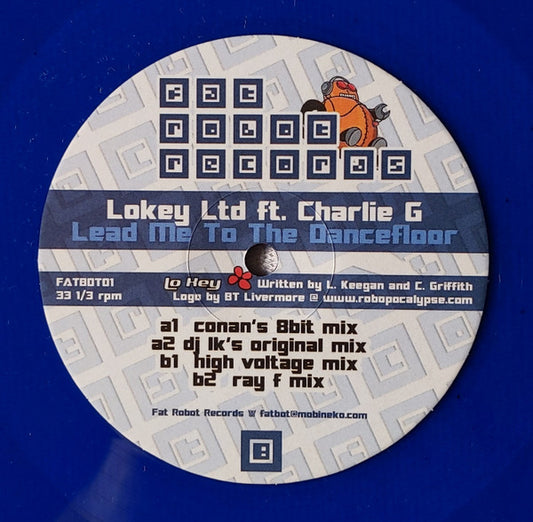 fat
robot
records
Lokey Ltd ft. Charlie G
Lead Me To The Dancefloor
FATBOT01
33 1/3 rpm
Lo Key
Written by L. Keegan and C. Griffith
Logo by BT Livermore @ www.robopocalypse.com
a1 conan's 8bit mix
a2 dj lk's original mix
b1 high voltage mix
b2 ray f mix
Fat Robot Records fatbot@mobineko.com
B